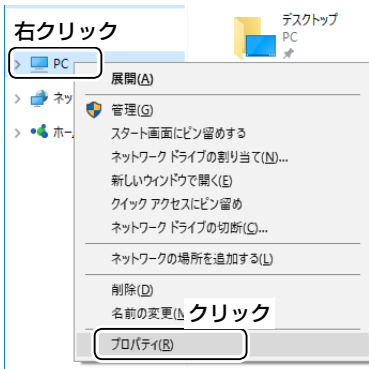 右クリック
デスクトップ
PC
PC
展開(A)
ネッ
管理(G)
スタート画面にピン留めする
ホー
ネットワーク ドライブの割り当て(N)...
新しいウィンドウで開く(E)
クイック アクセスにピン留め
ネットワーク ドライブの切断(C)...
ネットワークの場所を追加する(L)
削除(D)
名前の変更(M
クリック
プロパティ(R)